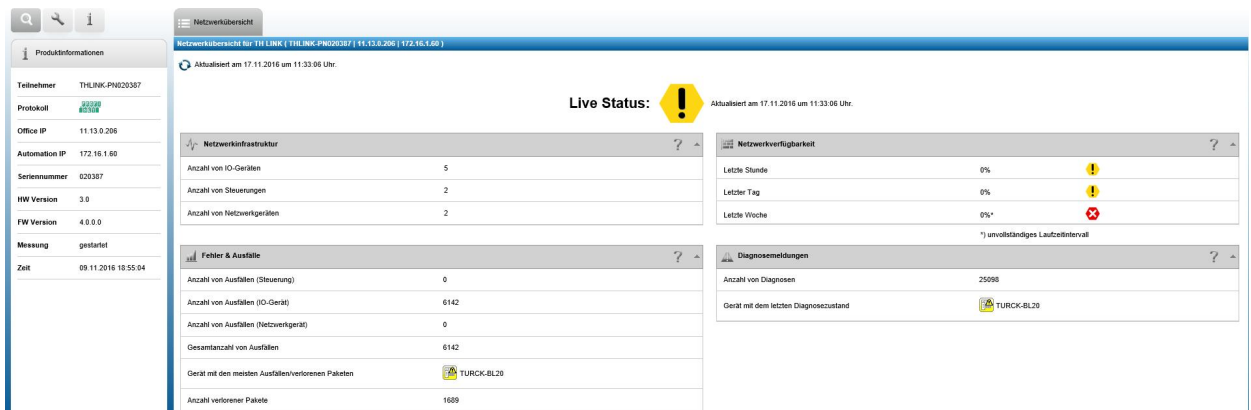 Netzwerkübersicht
Produktinformationen
Teilnehmer THLINK-PN020387
Protokoll
Office IP 11.13.0.206
Automation IP 172.16.1.60
Seriennummer 020387
HW Version 3.0
FW Version 4.0.0.0
Messung gestartet
Zeit 09.11.2016 18:55:04
Netzwerkübersicht für TH LINK ( THLINK-PN020387 | 11.13.0.206 | 172.16.1.60 )
Aktualisiert am 17.11.2016 um 11:33:06 Uhr.
Live Status: Aktualisiert am 17.11.2016 um 11:33:06 Uhr.
Netzwerkinfrastruktur ?
Anzahl von IO-Geräten 5
Anzahl von Steuerungen 2
Anzahl von Netzwerkgeräten 2
Fehler & Ausfälle ?
Anzahl von Ausfällen (Steuerung) 0
Anzahl von Ausfällen (IO-Gerät) 6142
Anzahl von Ausfällen (Netzwerkgerät) 0
Gesamtanzahl von Ausfällen 6142
Gerät mit den meisten Ausfällen/verlorenen Paketen TURCK-BL20
Anzahl verlorener Pakete 1689
Netzwerkverfügbarkeit ?
Letzte Stunde 0%
Letzter Tag 0%
Letzte Woche 0%*
*) unvollständiges Laufzeitintervall
Diagnosemeldungen ?
Anzahl von Diagnosen 25098
Gerät mit dem letzten Diagnosezustand TURCK-BL20